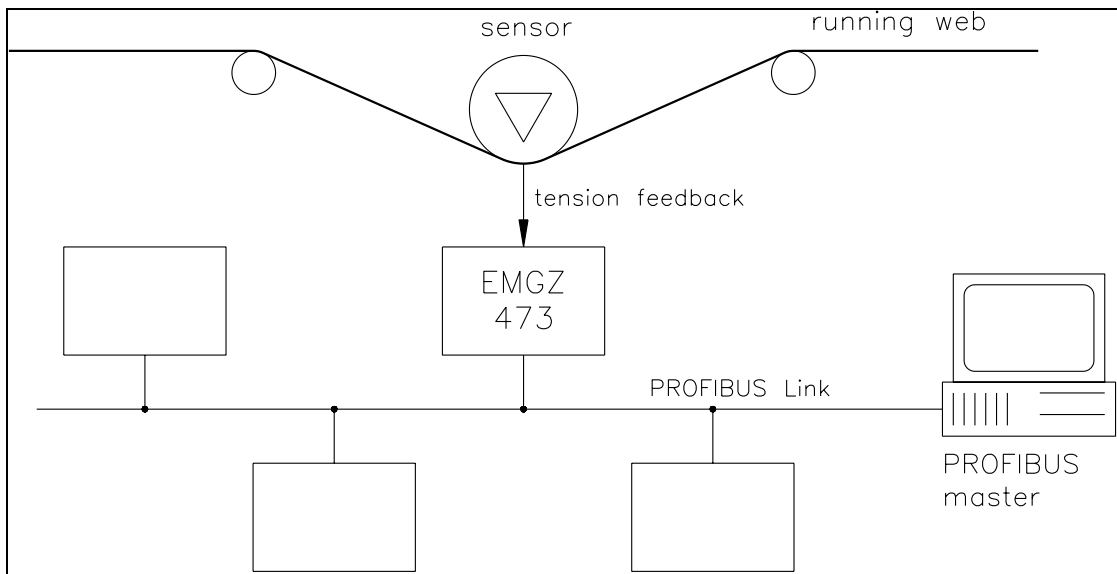 sensor
running web
tension feedback
EMGZ
473
PROFIBUS Link
PROFIBUS
master